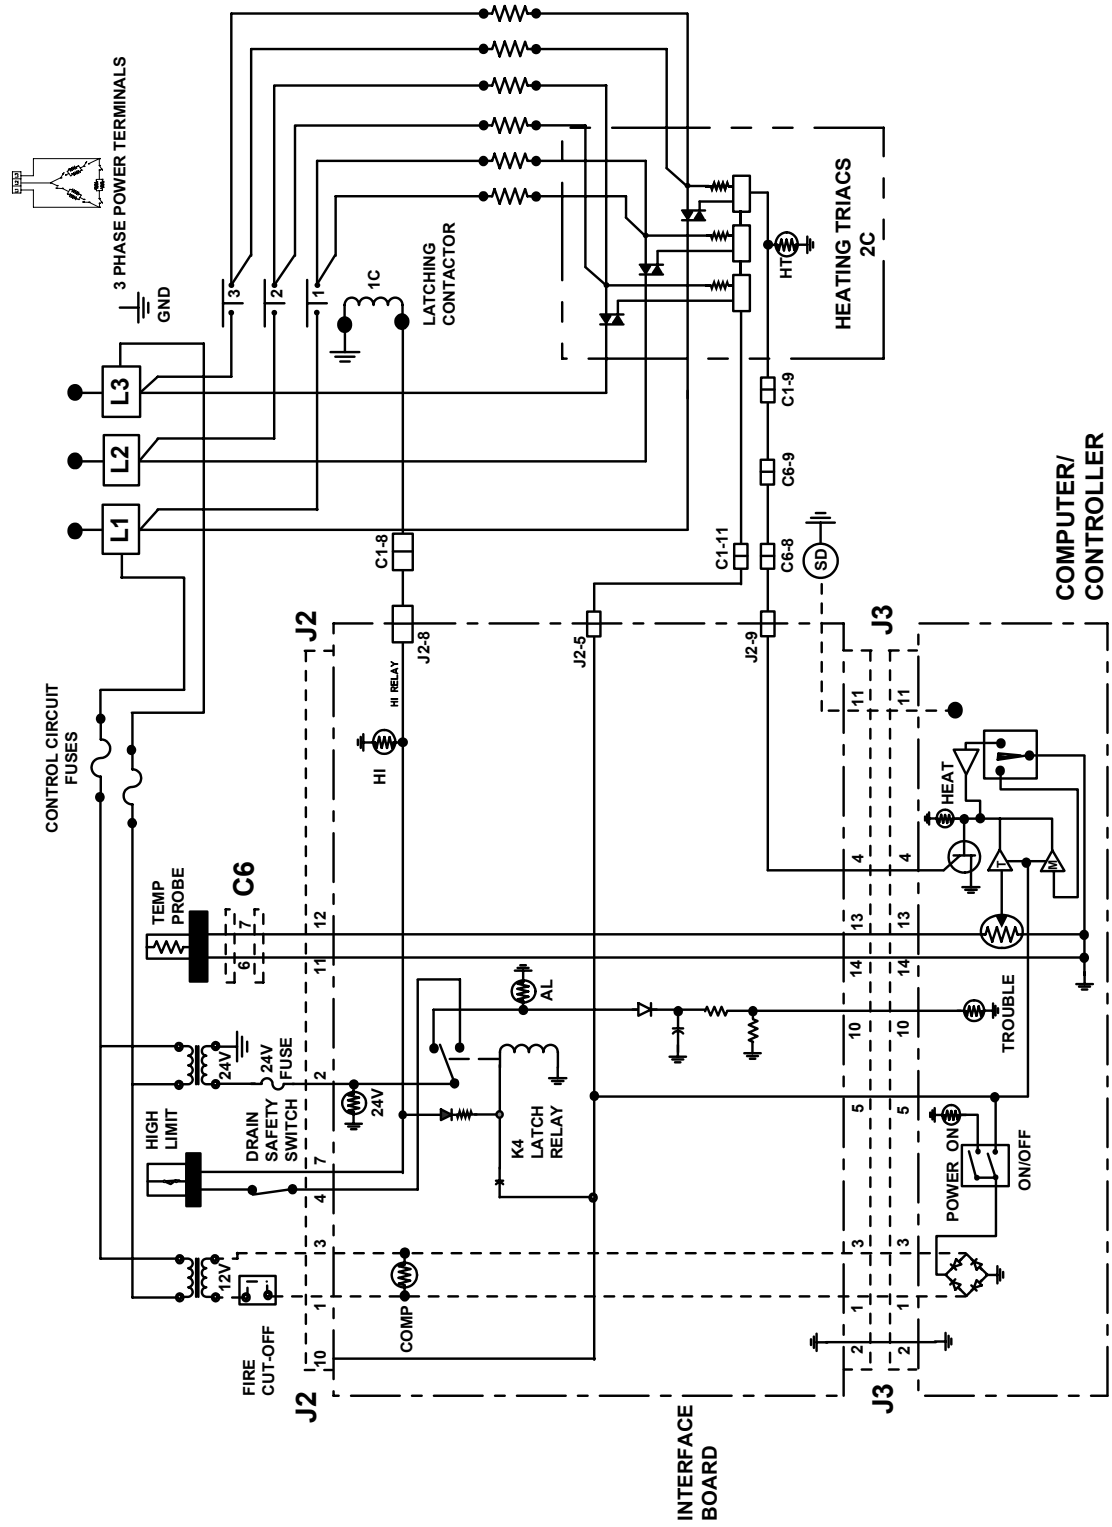 3 PHASE POWER TERMINALS
GND
L3
L2
L1
3
2
1
1C
LATCHING
CONTACTOR
HEATING TRIACS
2C
HT
C1-9
C6-9
C6-8
C1-11
C1-8
SD
CONTROL CIRCUIT
FUSES
TEMP
PROBE
C6
7
6
24V
24V
FUSE
HIGH
LIMIT
DRAIN
SAFETY
SWITCH
12V
FIRE
CUT-OFF
J2
12
11
2
7
4
3
1
10
J2
J2-8
J2-5
J2-9
HI RELAY
HI
AL
24V
K4
LATCH
RELAY
COMP
INTERFACE
BOARD
J3
11
4
13
14
10
5
3
1
2
J3
11
4
13
14
10
5
3
1
2
HEAT
T
M
TROUBLE
POWER ON
ON/OFF
COMPUTER/
CONTROLLER